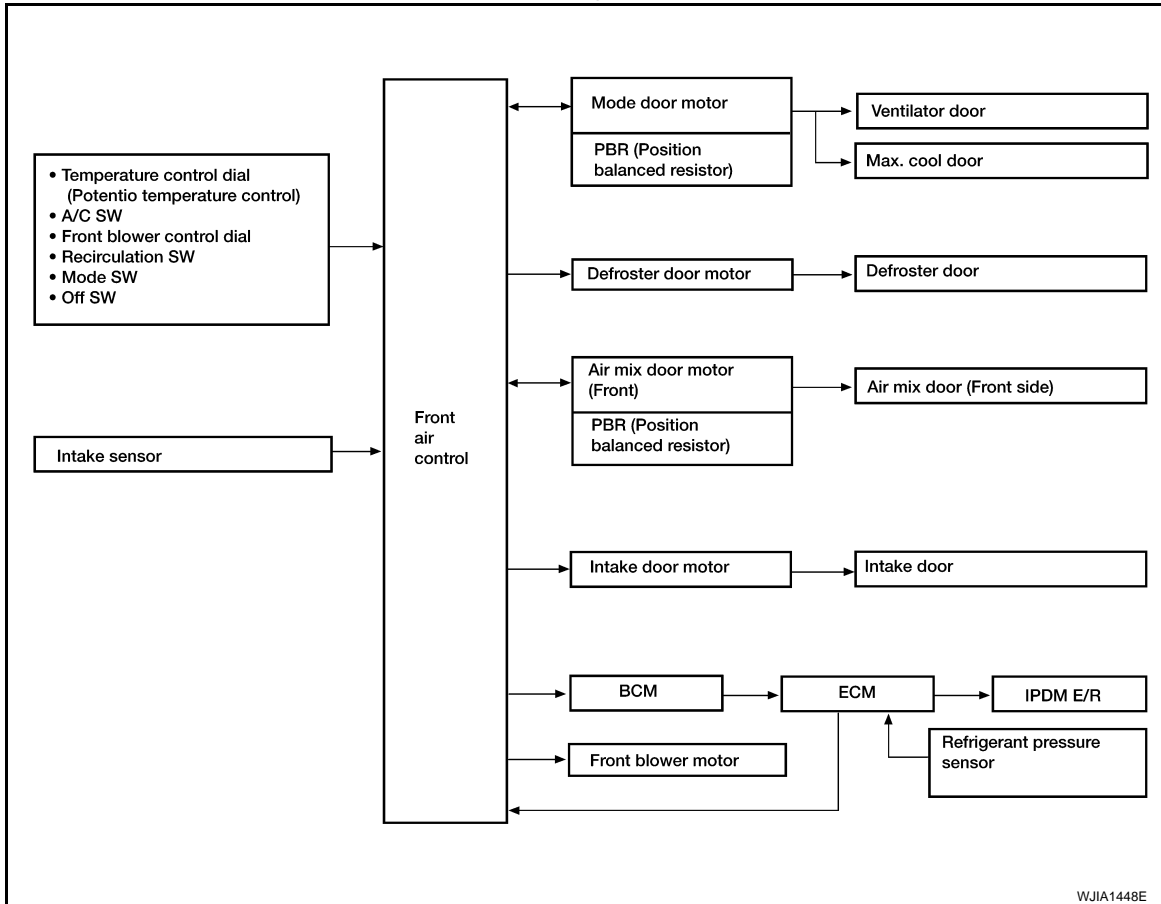 • Temperature control dial
(Potentio temperature control)
• A/C SW
• Front blower control dial
• Recirculation SW
• Mode SW
• Off SW
Intake sensor
Front
air
control
Mode door motor
PBR (Position
balanced resistor)
Ventilator door
Max. cool door
Defroster door motor
Defroster door
Air mix door motor
(Front)
PBR (Position
balanced resistor)
Air mix door (Front side)
Intake door motor
Intake door
BCM
ECM
IPDM E/R
Refrigerant pressure
sensor
Front blower motor
WJIA1448E